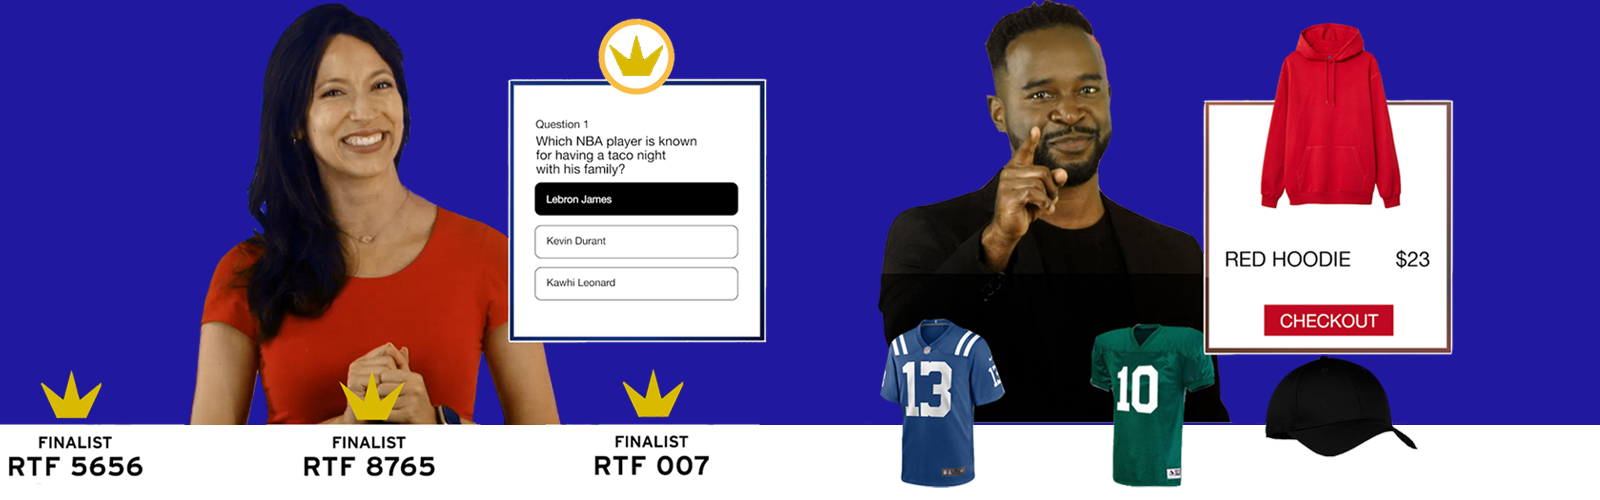 Question 1
Which NBA player is known
for having a taco night
with his family?
Lebron James
Kevin Durant
Kawhi Leonard
FINALIST
RTF 5656
FINALIST
RTF 8765
FINALIST
RTF 007
RED HOODIE $23
CHECKOUT
13
13
10